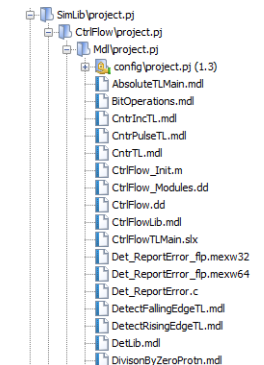 SimLib\project.pj
CtrlFlow\project.pj
Mdl\project.pj
config\project.pj (1.3)
AbsoluteTLMain.mdl
BitOperations.mdl
CntrIncTL.mdl
CntrPulseTL.mdl
CntrTL.mdl
CtrlFlow_Init.m
CtrlFlow_Modules.dd
CtrlFlow.dd
CtrlFlowLib.mdl
CtrlFlowTLMain.slx
Det_ReportError_flp.mexw32
Det_ReportError_flp.mexw64
Det_ReportError.c
DetectFallingEdgeTL.mdl
DetectRisingEdgeTL.mdl
DetLib.mdl
DivisonByZeroProtn.mdl